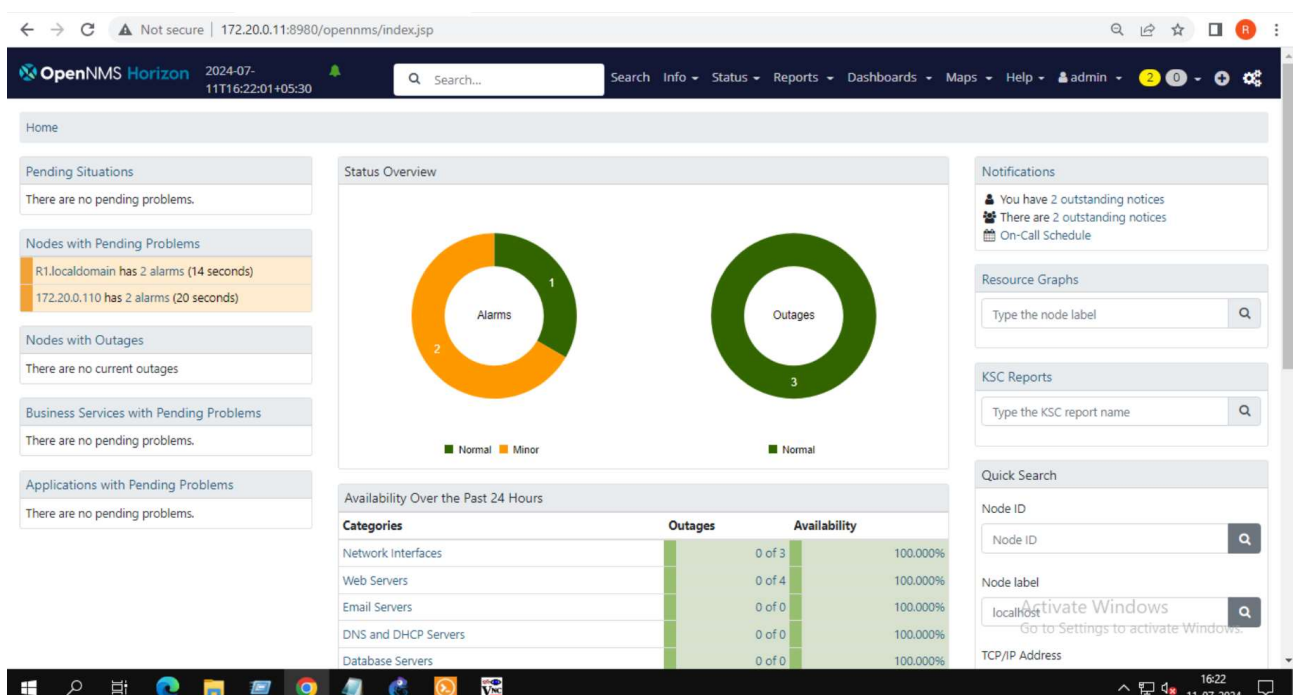 Not secure | 172.20.0.11:8980/opennms/index.jsp
R
OpenNMS Horizon
2024-07-
11T16:22:01+05:30
Search...
Search Info Status Reports Dashboards Maps Help admin 2 0
Home
Pending Situations
There are no pending problems.
Nodes with Pending Problems
R1.localdomain has 2 alarms (14 seconds)
172.20.0.110 has 2 alarms (20 seconds)
Nodes with Outages
There are no current outages
Business Services with Pending Problems
There are no pending problems.
Applications with Pending Problems
There are no pending problems.
Status Overview
1
Alarms
2
Normal Minor
Outages
3
Normal
Availability Over the Past 24 Hours
Categories Outages Availability
Network Interfaces 0 of 3 100.000%
Web Servers 0 of 4 100.000%
Email Servers 0 of 0 100.000%
DNS and DHCP Servers 0 of 0 100.000%
Database Servers 0 of 0 100.000%
Notifications
You have 2 outstanding notices
There are 2 outstanding notices
On-Call Schedule
Resource Graphs
Type the node label
KSC Reports
Type the KSC report name
Quick Search
Node ID
Node ID
Node label
localhost
Activate Windows
Go to Settings to activate Windows.
TCP/IP Address
VNC
16:22
11-07-2024